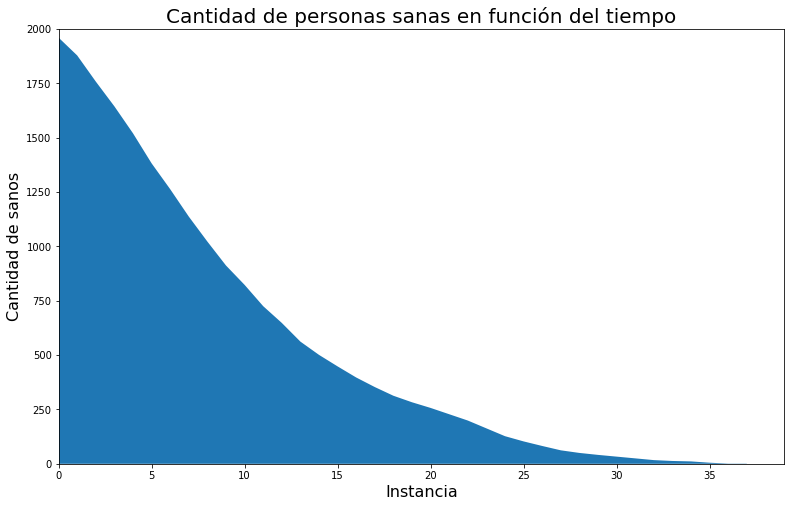 Cantidad de personas sanas en función del tiempo
Cantidad de sanos
2000
1750
1500
1250
1000
750
500
250
0
0 5 10 15 20 25 30 35
Instancia